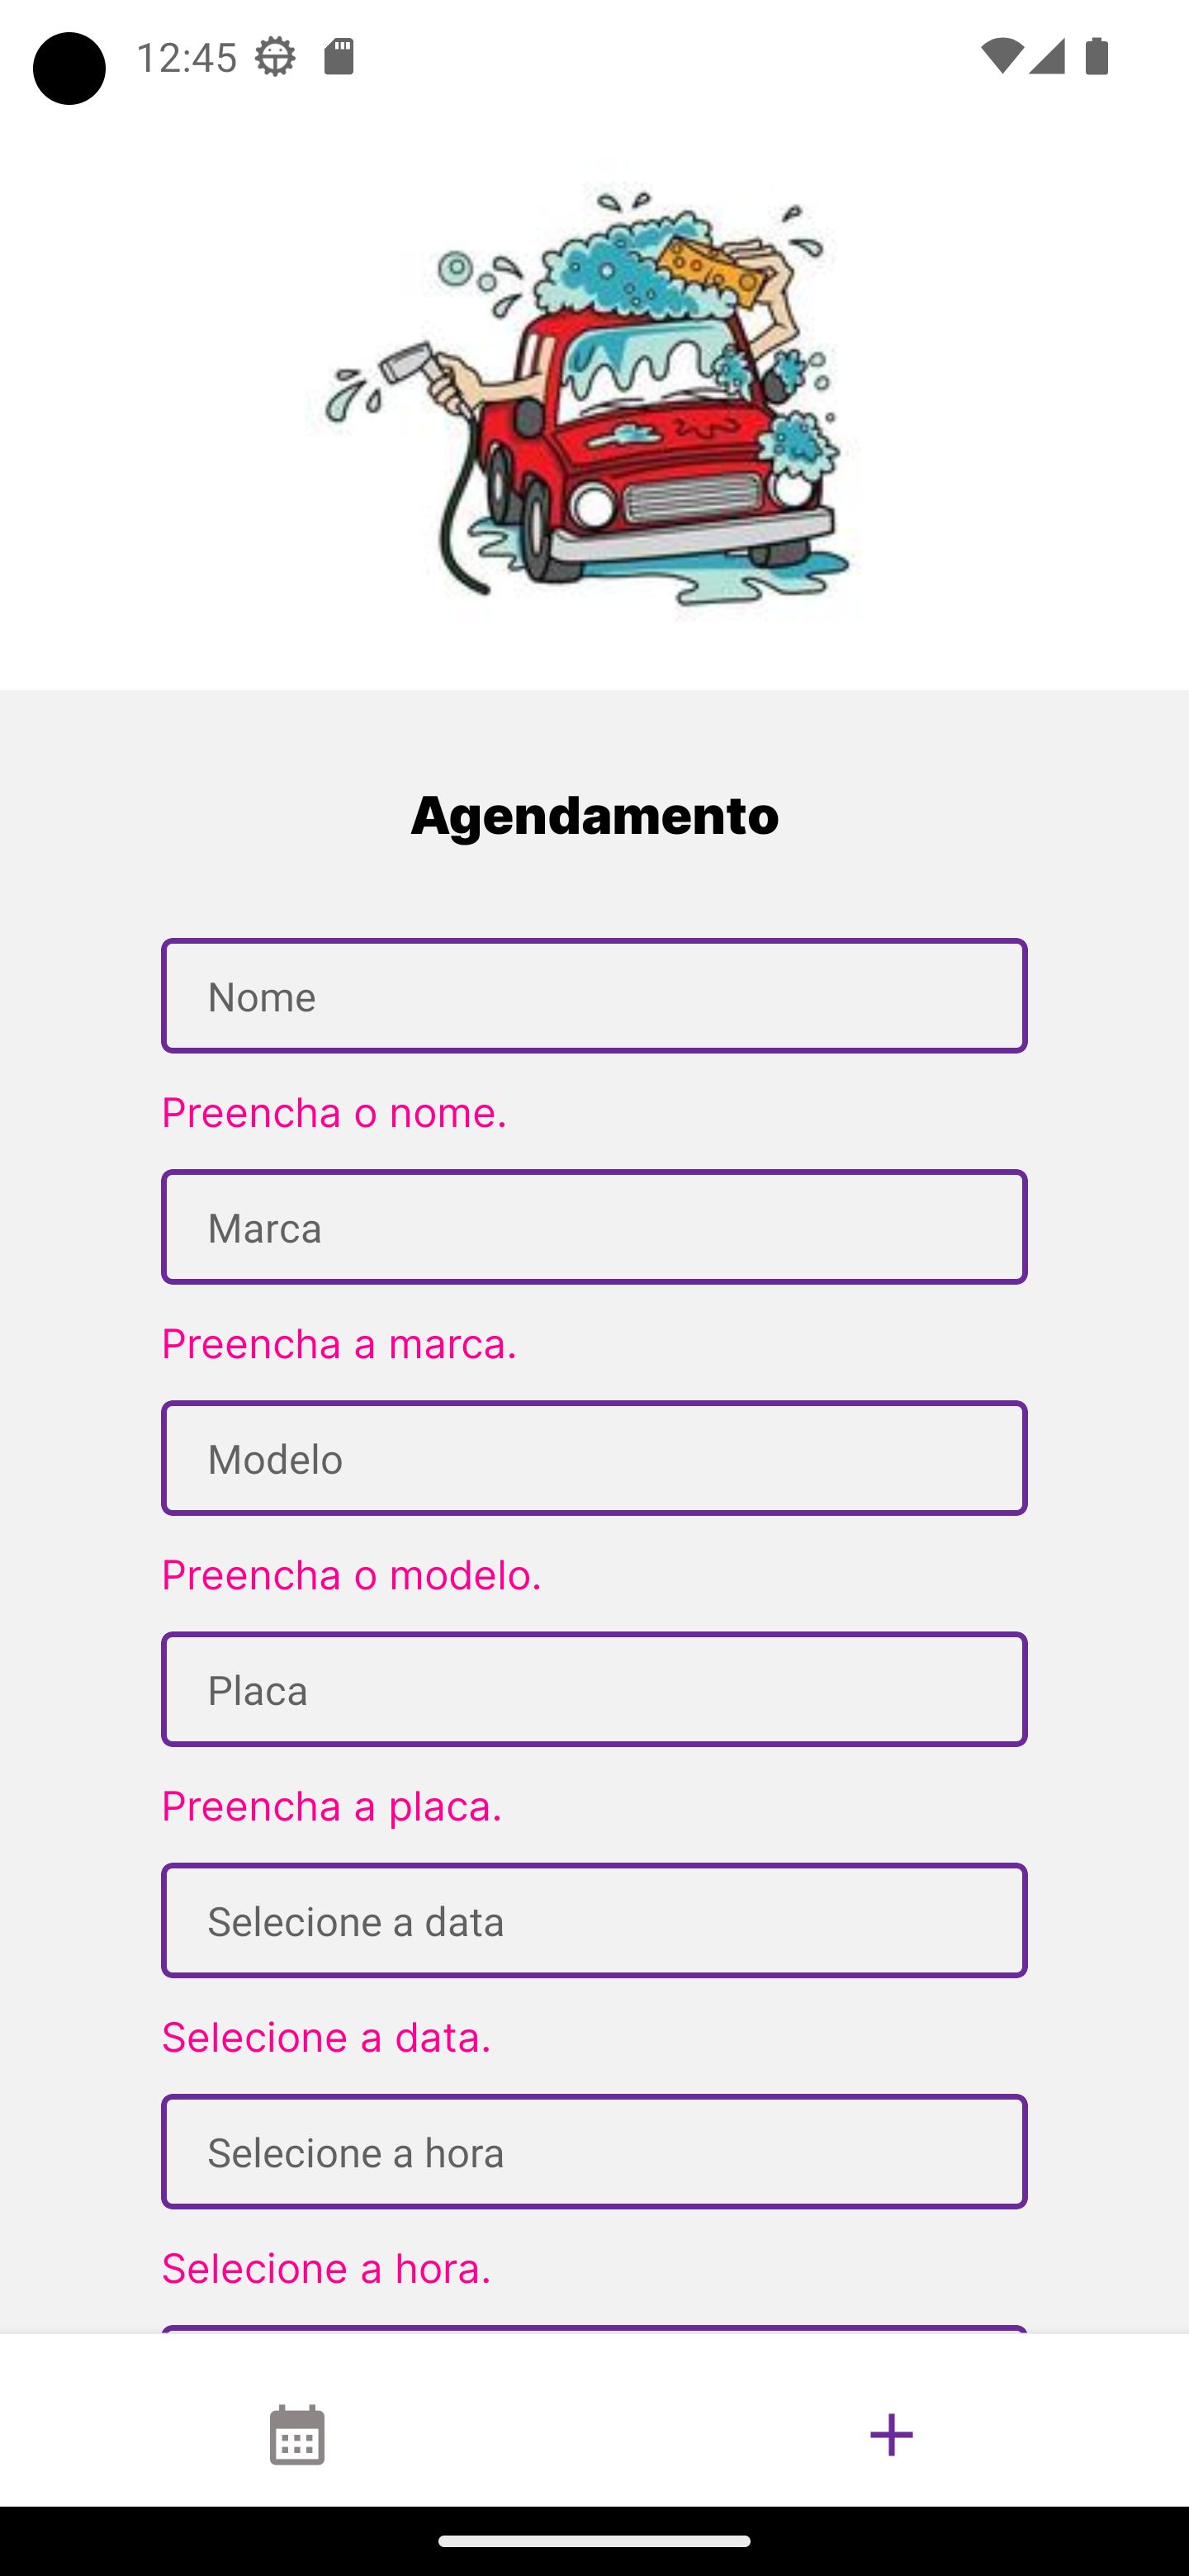 12:45
Agendamento
Nome
Preencha o nome.
Marca
Preencha a marca.
Modelo
Preencha o modelo.
Placa
Preencha a placa.
Selecione a data
Selecione a data.
Selecione a hora
Selecione a hora.